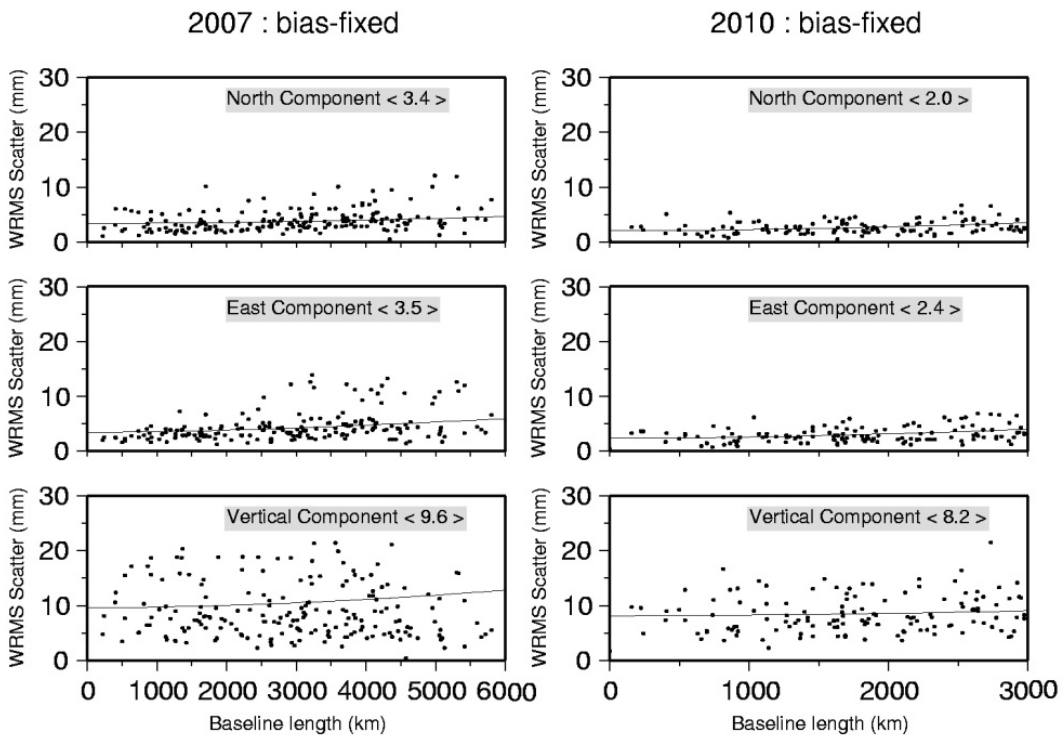 2007 : bias-fixed
2010 : bias-fixed
30
20
10
0
WRMS Scatter (mm)
North Component < 3.4 >
30
20
10
0
WRMS Scatter (mm)
North Component < 2.0 >
30
20
10
0
WRMS Scatter (mm)
East Component < 3.5 >
30
20
10
0
WRMS Scatter (mm)
East Component < 2.4 >
30
20
10
0
WRMS Scatter (mm)
Vertical Component < 9.6 >
0 1000 2000 3000 4000 5000 6000
Baseline length (km)
30
20
10
0
WRMS Scatter (mm)
Vertical Component < 8.2 >
0 1000 2000 3000
Baseline length (km)